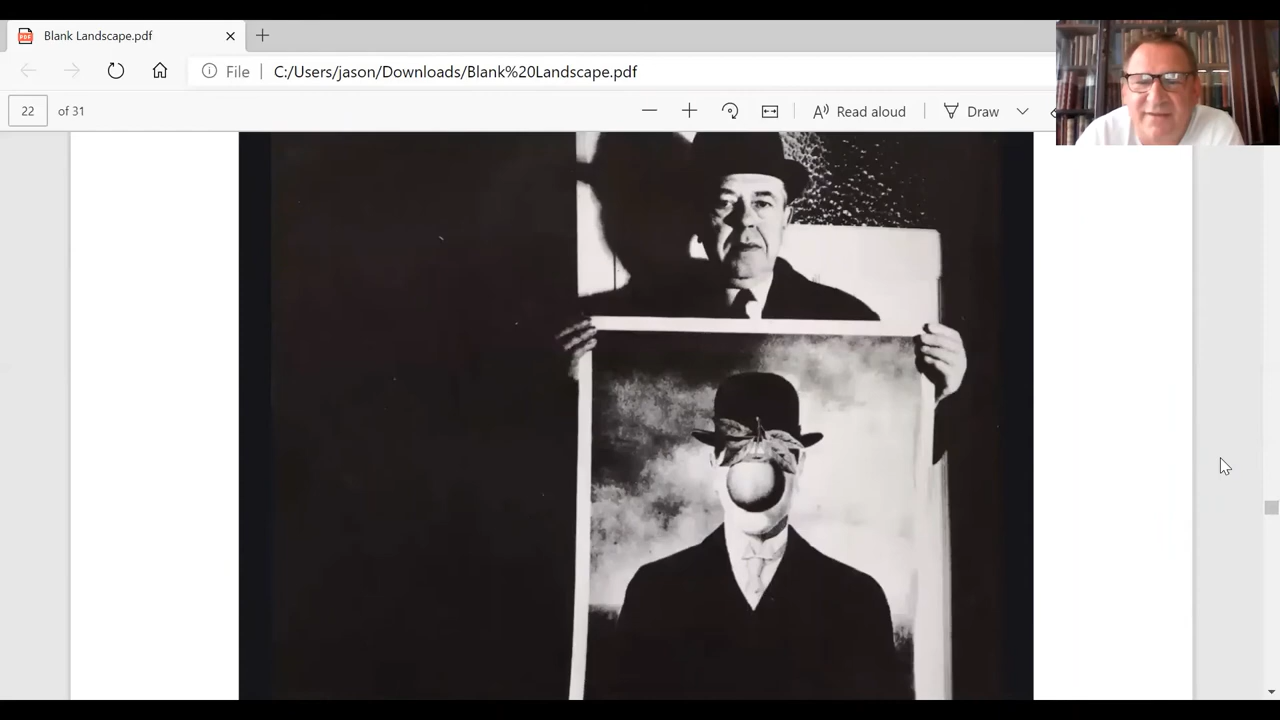 Blank Landscape.pdf
File C:/Users/jason/Downloads/Blank%20Landscape.pdf
22 of 31 Read aloud Draw